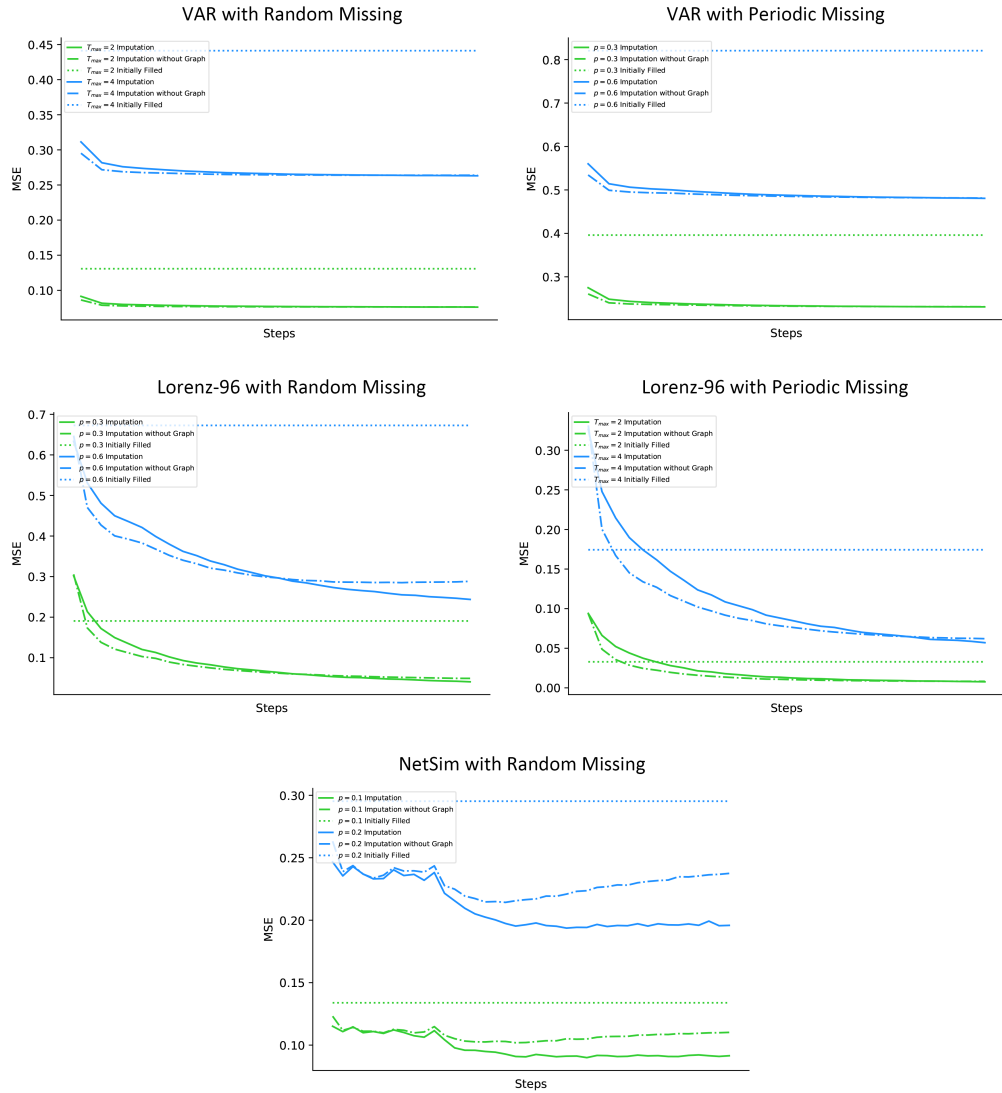 VAR with Random Missing
0.45
0.40
0.35
0.30
0.25
0.20
0.15
0.10
MSE
Steps
T_max = 2 Imputation
T_max = 2 Imputation without Graph
T_max = 2 Initially Filled
T_max = 4 Imputation
T_max = 4 Imputation without Graph
T_max = 4 Initially Filled
VAR with Periodic Missing
0.8
0.7
0.6
0.5
0.4
0.3
MSE
Steps
p = 0.3 Imputation
p = 0.3 Imputation without Graph
p = 0.3 Initially Filled
p = 0.6 Imputation
p = 0.6 Imputation without Graph
p = 0.6 Initially Filled
Lorenz-96 with Random Missing
0.7
0.6
0.5
0.4
0.3
0.2
0.1
MSE
Steps
p = 0.3 Imputation
p = 0.3 Imputation without Graph
p = 0.3 Initially Filled
p = 0.6 Imputation
p = 0.6 Imputation without Graph
p = 0.6 Initially Filled
Lorenz-96 with Periodic Missing
0.30
0.25
0.20
0.15
0.10
0.05
0.00
MSE
Steps
T_max = 2 Imputation
T_max = 2 Imputation without Graph
T_max = 2 Initially Filled
T_max = 4 Imputation
T_max = 4 Imputation without Graph
T_max = 4 Initially Filled
NetSim with Random Missing
0.30
0.25
0.20
0.15
0.10
MSE
Steps
p = 0.1 Imputation
p = 0.1 Imputation without Graph
p = 0.1 Initially Filled
p = 0.2 Imputation
p = 0.2 Imputation without Graph
p = 0.2 Initially Filled